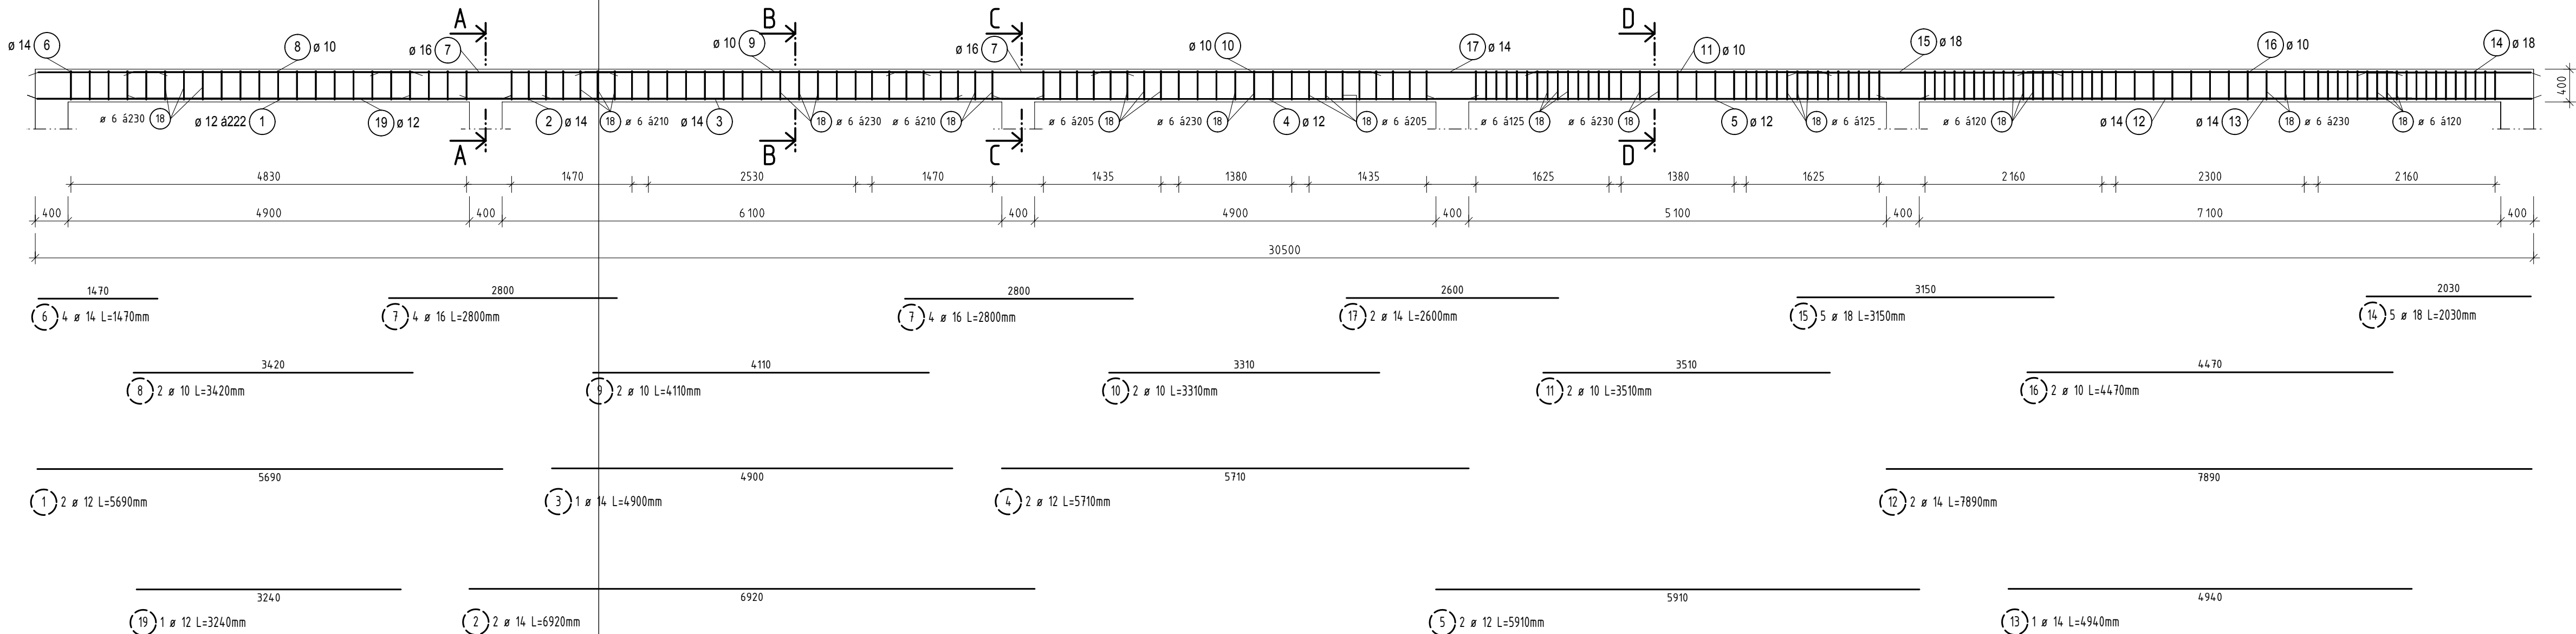 A B C D
ø 14 6 8 ø 10 ø 16 7 ø 10 9 ø 16 7 ø 10 10 17 ø 14 11 ø 10 15 ø 18 16 ø 10 14 ø 18
400
ø 6 á230 18 ø 12 á222 1 19 ø 12 2 ø 14 18 ø 6 á210 ø 14 3 18 ø 6 á230 ø 6 á210 18 ø 6 á205 18 ø 6 á230 18 4 ø 12 18 ø 6 á205 ø 6 á125 18 ø 6 á230 18 5 ø 12 18 ø 6 á125 ø 6 á120 18 ø 14 12 ø 14 13 18 ø 6 á230 18 ø 6 á120
A B C D
4830 1470 2530 1470 1435 1380 1435 1625 1380 1625 2160 2300 2160
400 4900 400 6100 400 4900 400 5100 400 7100 400
30500
1470 2800 2800 2600 3150 2030
6 4 ø 14 L=1470mm 7 4 ø 16 L=2800mm 7 4 ø 16 L=2800mm 17 2 ø 14 L=2600mm 15 5 ø 18 L=3150mm 14 5 ø 18 L=2030mm
3420 4110 3310 3510 4470
8 2 ø 10 L=3420mm 9 2 ø 10 L=4110mm 10 2 ø 10 L=3310mm 11 2 ø 10 L=3510mm 16 2 ø 10 L=4470mm
5690 4900 5710 7890
1 2 ø 12 L=5690mm 3 1 ø 14 L=4900mm 4 2 ø 12 L=5710mm 12 2 ø 14 L=7890mm
3240 6920 5910 4940
19 1 ø 12 L=3240mm 2 2 ø 14 L=6920mm 5 2 ø 12 L=5910mm 13 1 ø 14 L=4940mm